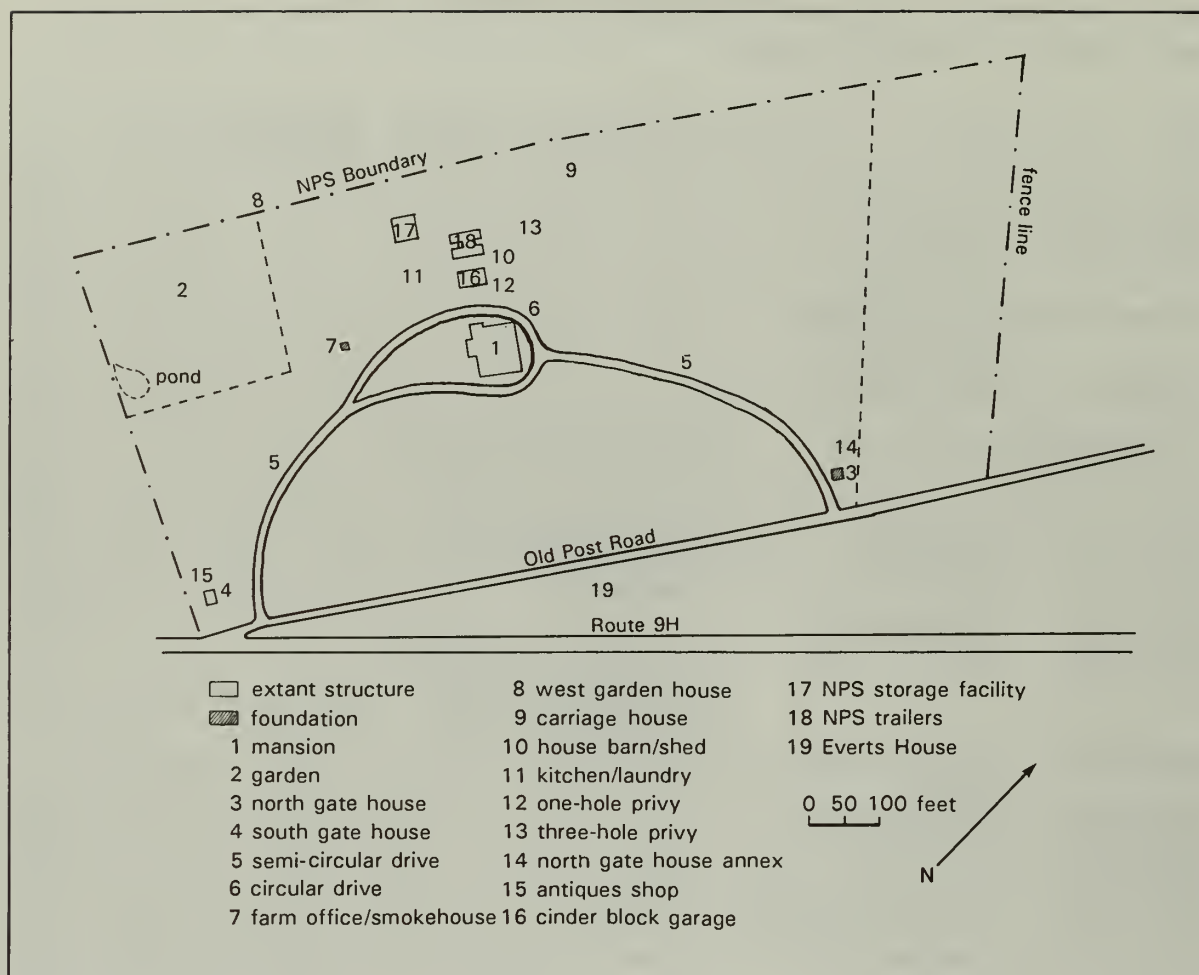 NPS Boundary
8
9
fence line
17
18
13
10
11
16
12
2
6
7
1
pond
5
5
14
3
Old Post Road
15
4
19
Route 9H
extant structure
foundation
1 mansion
2 garden
3 north gate house
4 south gate house
5 semi-circular drive
6 circular drive
7 farm office/smokehouse
8 west garden house
9 carriage house
10 house barn/shed
11 kitchen/laundry
12 one-hole privy
13 three-hole privy
14 north gate house annex
15 antiques shop
16 cinder block garage
17 NPS storage facility
18 NPS trailers
19 Everts House
0 50 100 feet
N